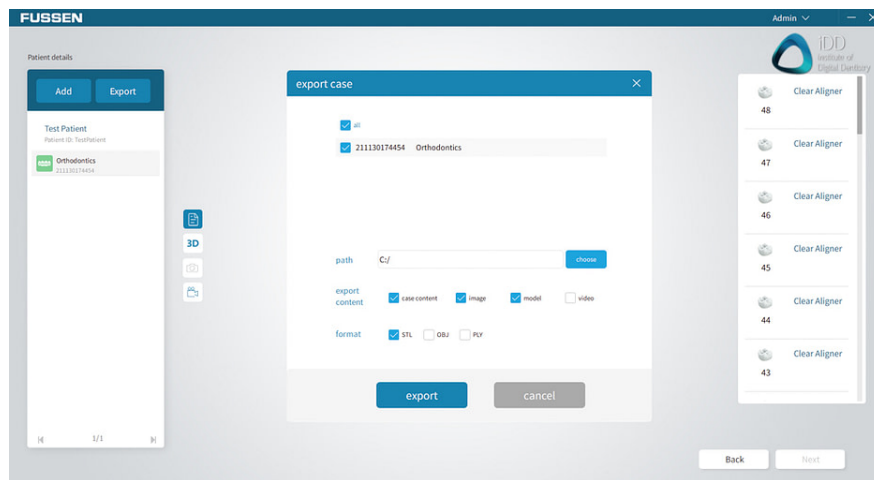 FUSSEN
Admin
iDD
Institute of
Digital Dentistry
Patient details
Add
Export
Test Patient
Patient ID: TestPatient
Orthodontics
211130174454
1/1
3D
export case
all
211130174454 Orthodontics
path
C:/
choose
export
content
case content
image
model
video
format
STL
OBJ
PLY
export
cancel
Clear Aligner
48
Clear Aligner
47
Clear Aligner
46
Clear Aligner
45
Clear Aligner
44
Clear Aligner
43
Back
Next